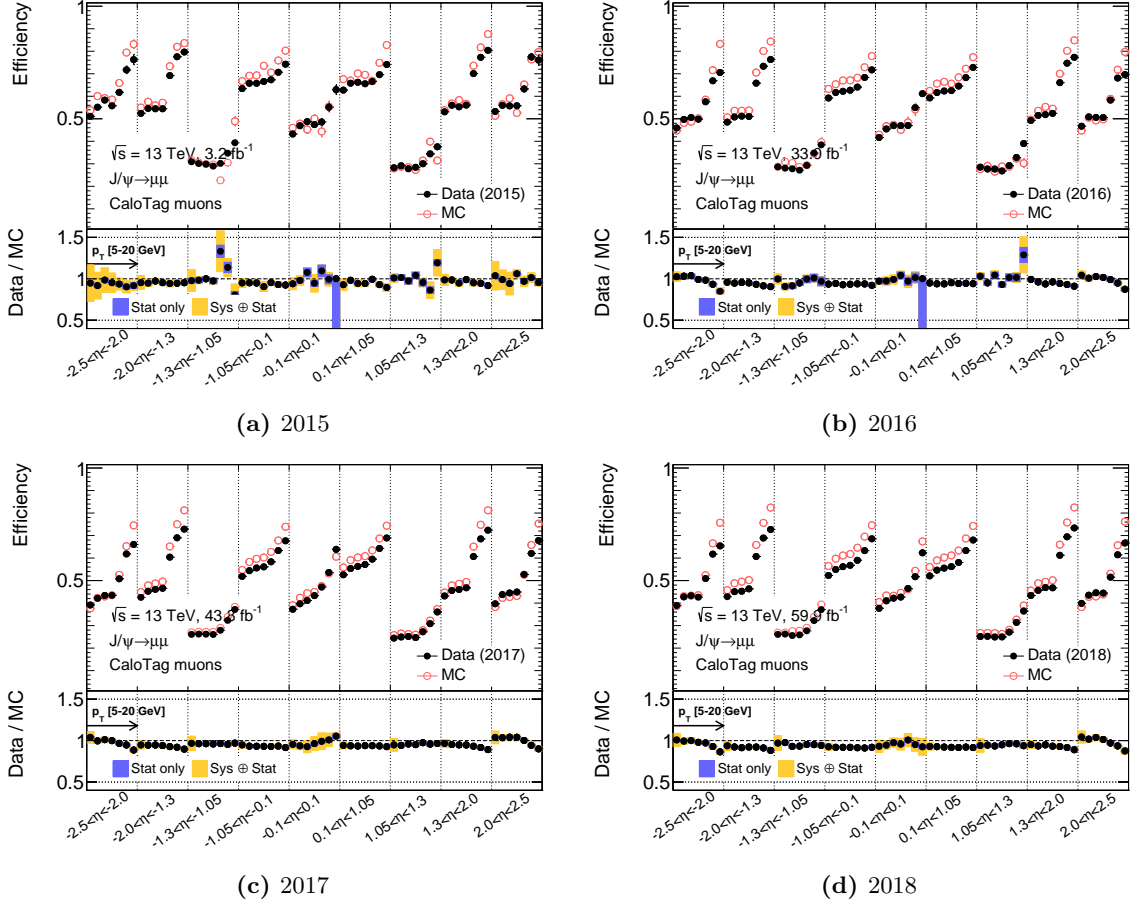 Efficiency
1
0.5
√s = 13 TeV, 3.2 fb⁻¹
J/ψ→μμ
CaloTag muons
Data (2015)
MC
Data / MC
1.5
1
0.5
p_T [5-20 GeV]
Stat only
Sys ⊕ Stat
-2.5<η<-2.0
-2.0<η<-1.3
-1.3<η<-1.05
-1.05<η<-0.1
-0.1<η<0.1
0.1<η<1.05
1.05<η<1.3
1.3<η<2.0
2.0<η<2.5
(a) 2015
Efficiency
1
0.5
√s = 13 TeV, 33.0 fb⁻¹
J/ψ→μμ
CaloTag muons
Data (2016)
MC
Data / MC
1.5
1
0.5
p_T [5-20 GeV]
Stat only
Sys ⊕ Stat
-2.5<η<-2.0
-2.0<η<-1.3
-1.3<η<-1.05
-1.05<η<-0.1
-0.1<η<0.1
0.1<η<1.05
1.05<η<1.3
1.3<η<2.0
2.0<η<2.5
(b) 2016
Efficiency
1
0.5
√s = 13 TeV, fb⁻¹
J/ψ→μμ
CaloTag muons
Data (2017)
MC
Data / MC
1.5
1
0.5
p_T [5-20 GeV]
Stat only
Sys ⊕ Stat
-2.5<η<-2.0
-2.0<η<-1.3
-1.3<η<-1.05
-1.05<η<-0.1
-0.1<η<0.1
0.1<η<1.05
1.05<η<1.3
1.3<η<2.0
2.0<η<2.5
(c) 2017
Efficiency
1
0.5
√s = 13 TeV, 59.9 fb⁻¹
J/ψ→μμ
CaloTag muons
Data (2018)
MC
Data / MC
1.5
1
0.5
p_T [5-20 GeV]
Stat only
Sys ⊕ Stat
-2.5<η<-2.0
-2.0<η<-1.3
-1.3<η<-1.05
-1.05<η<-0.1
-0.1<η<0.1
0.1<η<1.05
1.05<η<1.3
1.3<η<2.0
2.0<η<2.5
(d) 2018